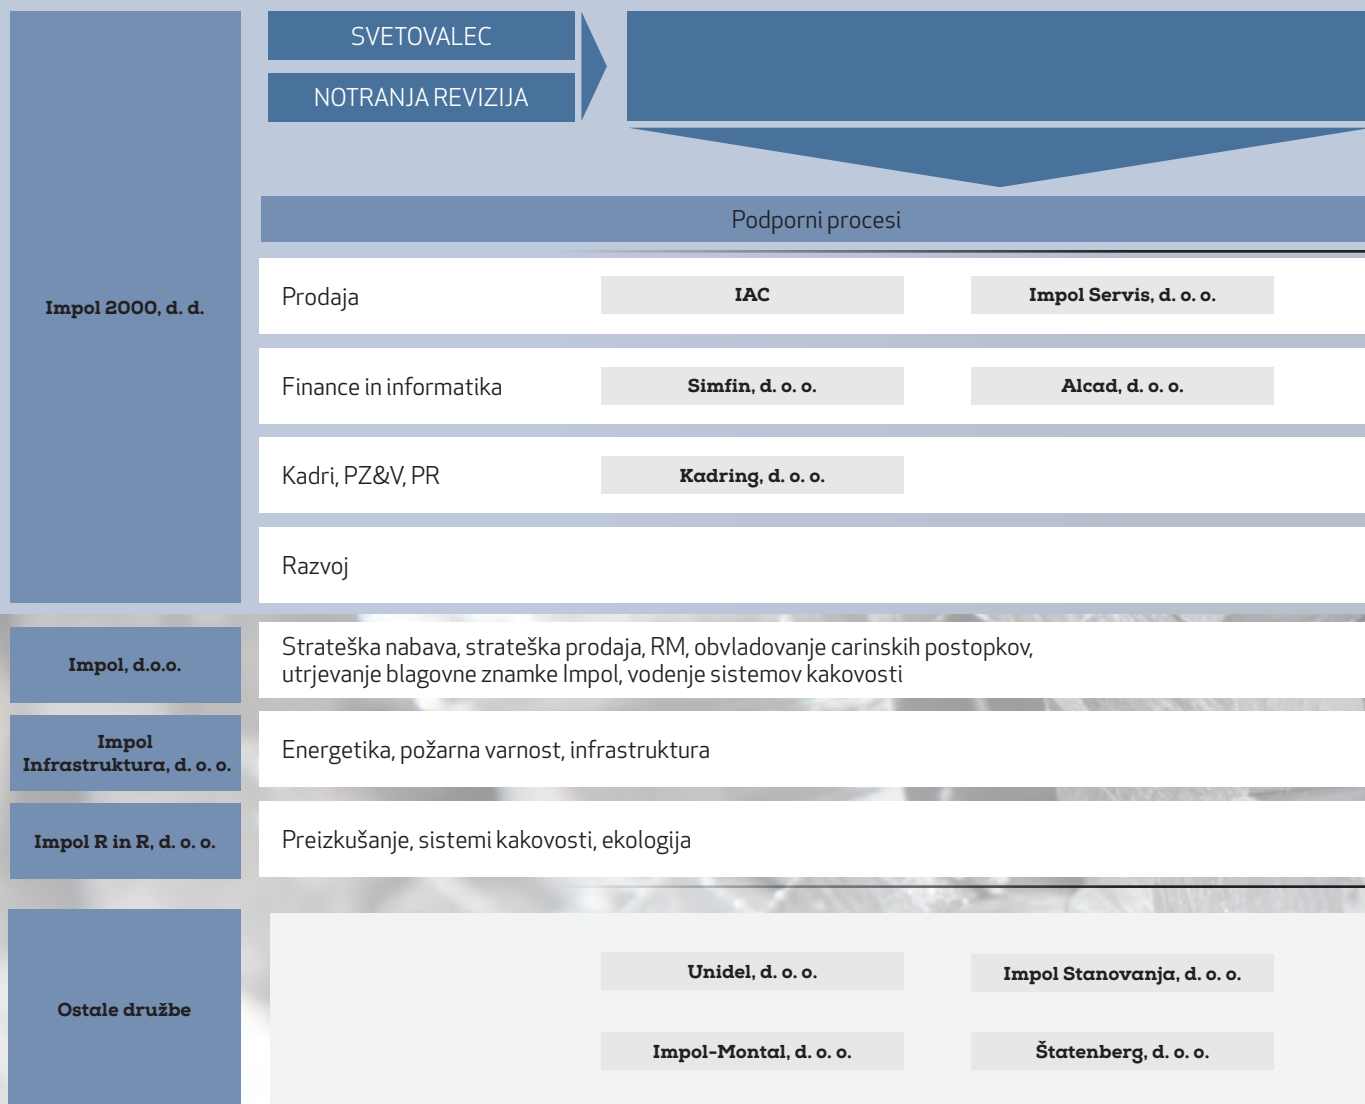 SVETOVALEC
NOTRANJA REVIZIJA
Podporni procesi
Impol 2000, d. d.
Prodaja
IAC
Impol Servis, d. o. o.
Finance in informatika
Simfin, d. o. o.
Alcad, d. o. o.
Kadri, PZ&V, PR
Kadring, d. o. o.
Razvoj
Impol, d.o.o.
Strateška nabava, strateška prodaja, RM, obvladovanje carinskih postopkov,
utrjevanje blagovne znamke Impol, vodenje sistemov kakovosti
Impol
Infrastruktura, d. o. o.
Energetika, požarna varnost, infrastruktura
Impol R in R, d. o. o.
Preizkušanje, sistemi kakovosti, ekologija
Ostale družbe
Unidel, d. o. o.
Impol Stanovanja, d. o. o.
Impol-Montal, d. o. o.
Štatenberg, d. o. o.